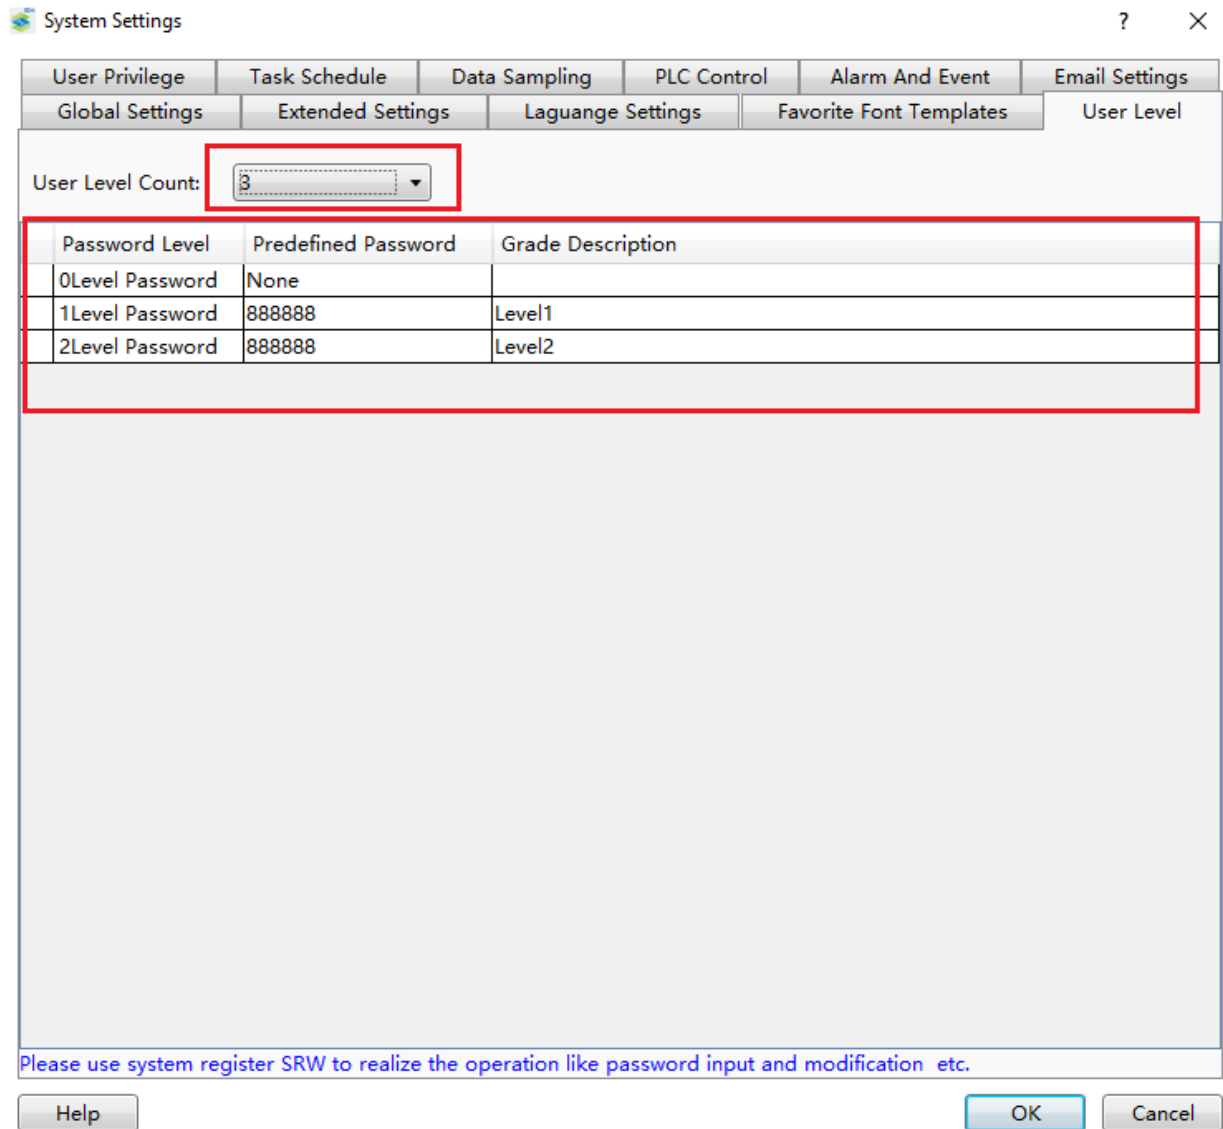 System Settings ?
User Privilege Task Schedule Data Sampling PLC Control Alarm And Event Email Settings
Global Settings Extended Settings Laguange Settings Favorite Font Templates User Level
User Level Count: 3
Password Level Predefined Password Grade Description
0Level Password None
1Level Password 888888 Level1
2Level Password 888888 Level2
Please use system register SRW to realize the operation like password input and modification etc.
Help OK Cancel